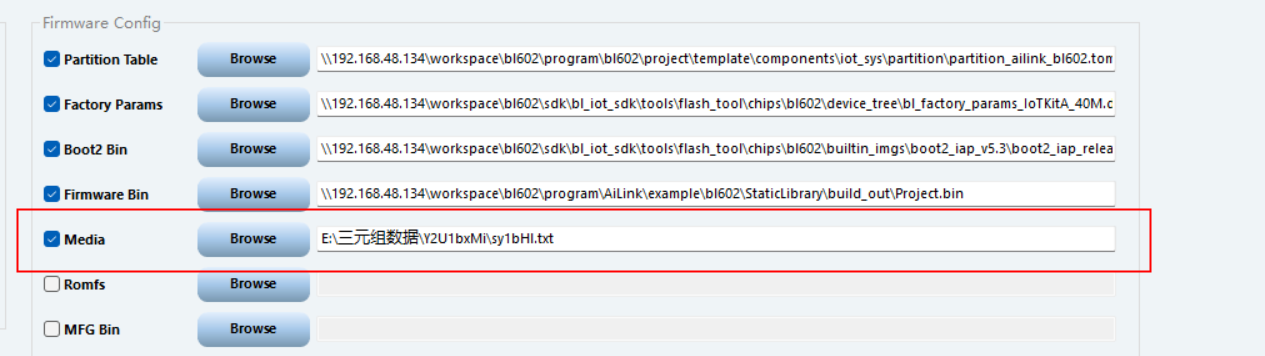 Firmware Config
Partition Table Browse \\192.168.48.134\workspace\bl602\program\bl602\project\template\components\iot_sys\partition\partition_ailink_bl602.tom
Factory Params Browse \\192.168.48.134\workspace\bl602\sdk\bl_iot_sdk\tools\flash_tool\chips\bl602\device_tree\bl_factory_params_IoTKitA_40M.c
Boot2 Bin Browse \\192.168.48.134\workspace\bl602\sdk\bl_iot_sdk\tools\flash_tool\chips\bl602\builtin_imgs\boot2_iap_v5.3\boot2_iap_relea
Firmware Bin Browse \\192.168.48.134\workspace\bl602\program\AiLink\example\bl602\StaticLibrary\build_out\Project.bin
Media Browse E:\三元组数据\Y2U1bxMi\sy1bHI.txt
Romfs Browse
MFG Bin Browse